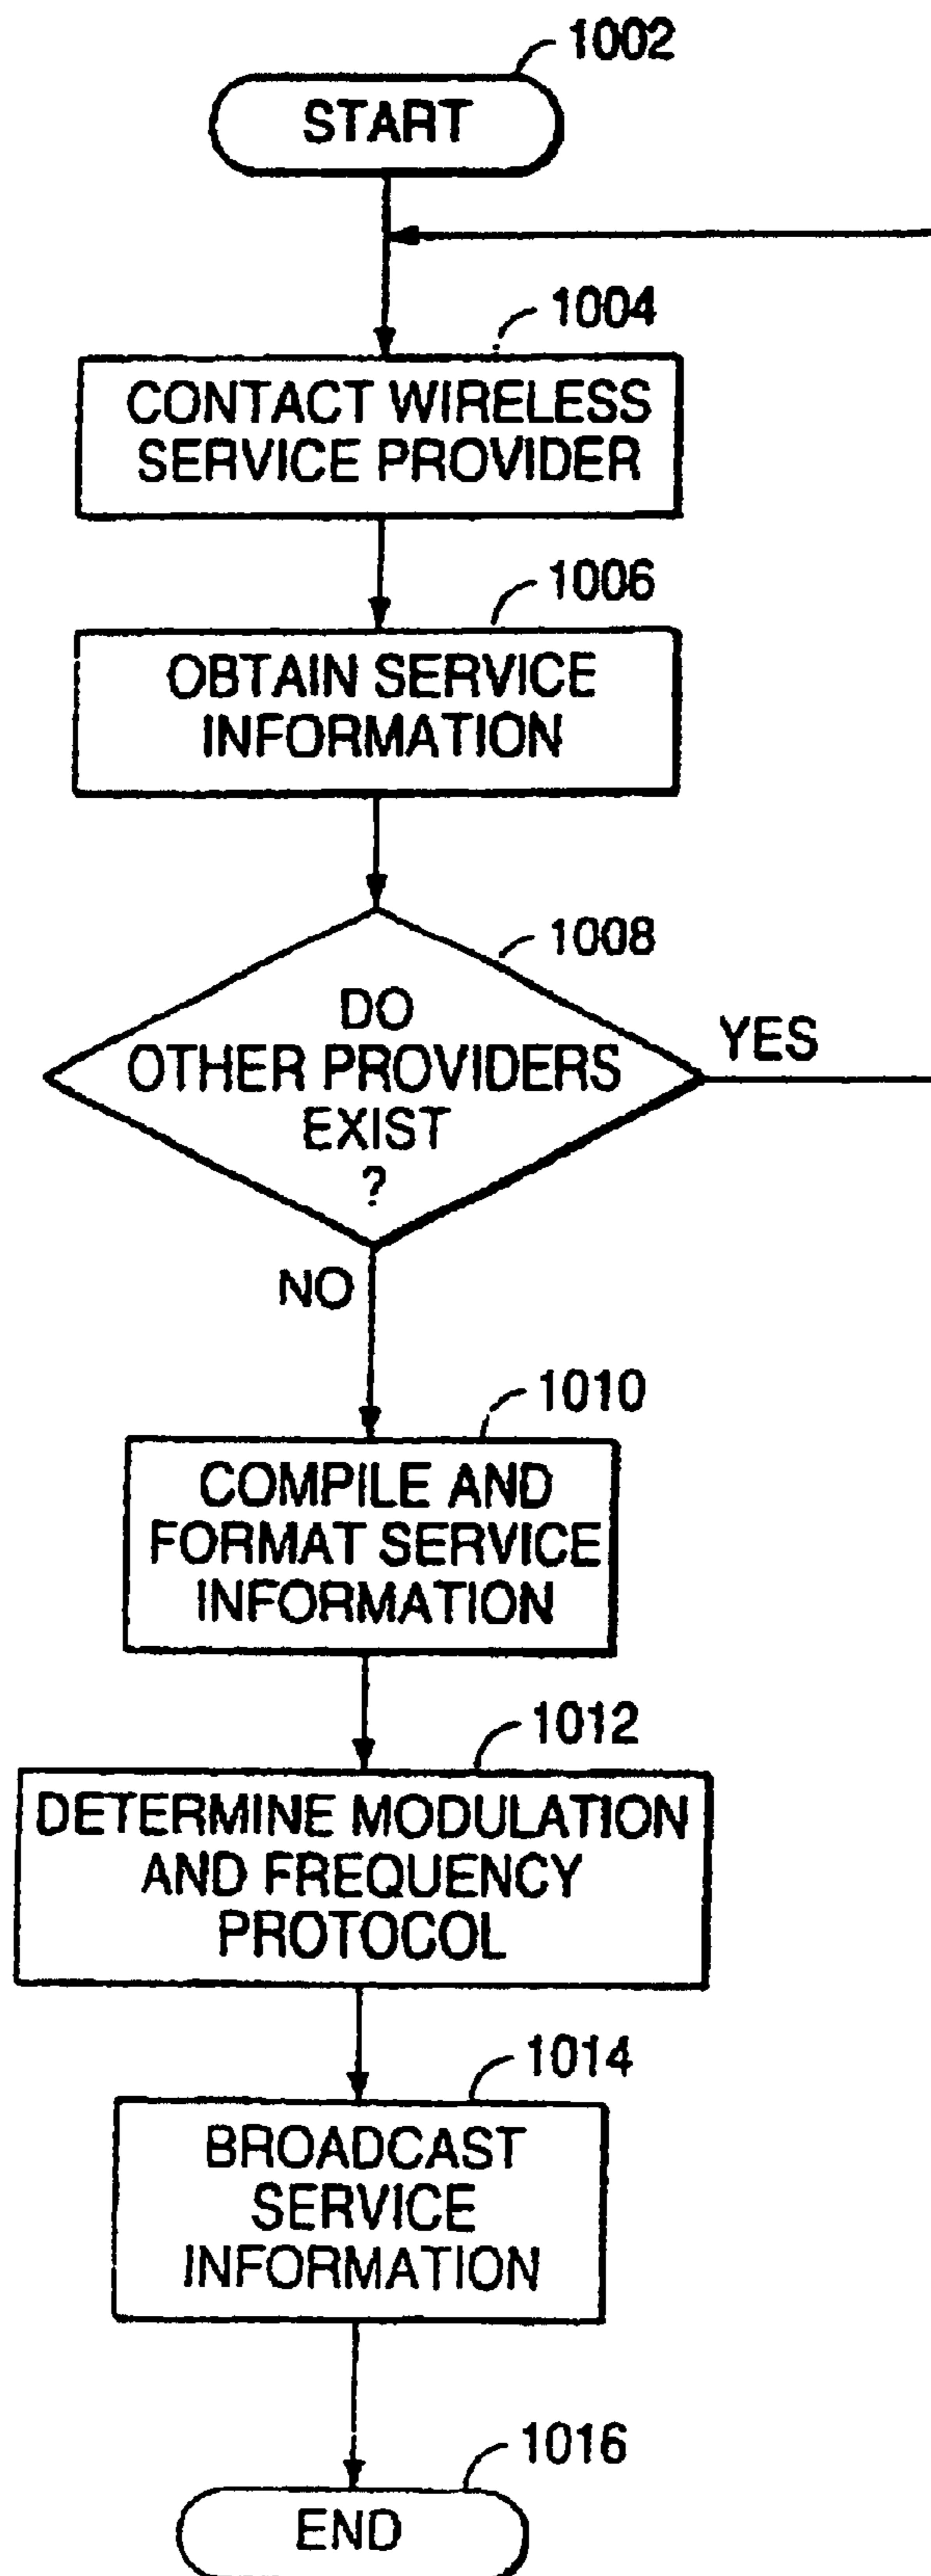 1002
START
1004
CONTACT WIRELESS
SERVICE PROVIDER
1006
OBTAIN SERVICE
INFORMATION
1008
DO
OTHER PROVIDERS
EXIST
?
YES
NO
1010
COMPILE AND
FORMAT SERVICE
INFORMATION
1012
DETERMINE MODULATION
AND FREQUENCY
PROTOCOL
1014
BROADCAST
SERVICE
INFORMATION
1016
END